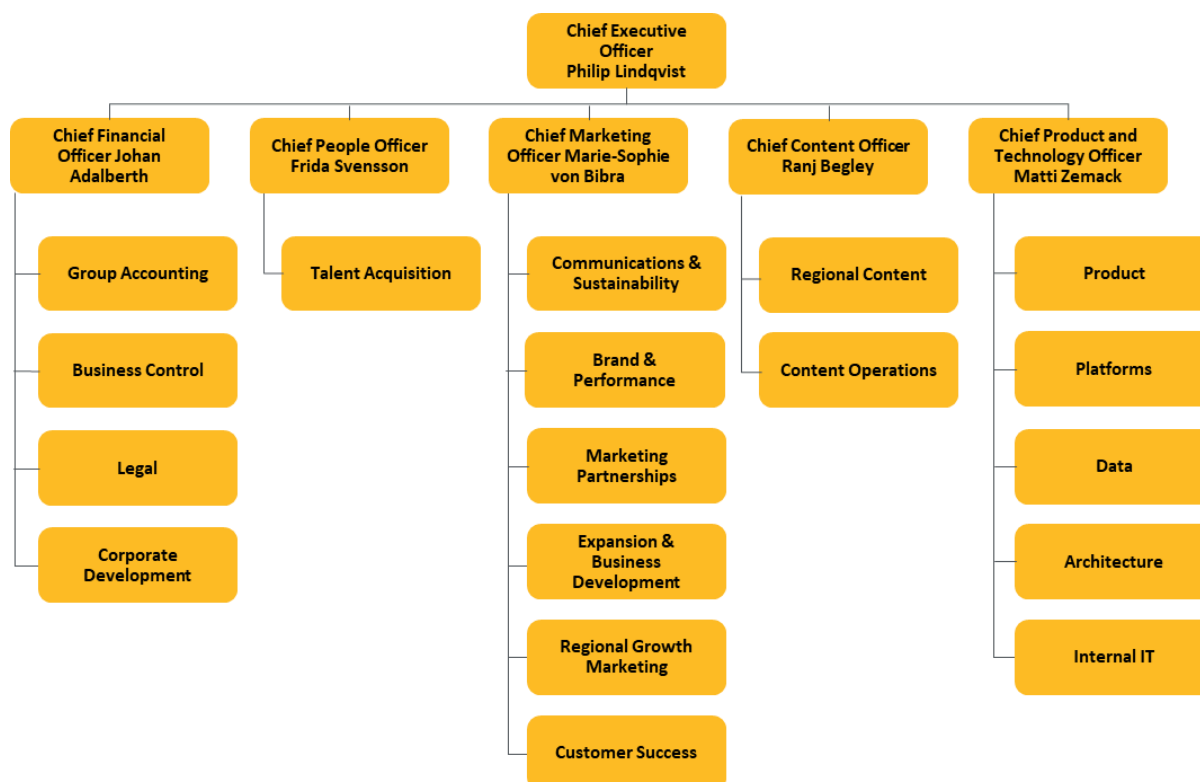 Chief Executive
Officer
Philip Lindqvist
Chief Financial
Officer Johan
Adalberth
Chief People Officer
Frida Svensson
Chief Marketing
Officer Marie-Sophie
von Bibra
Chief Content Officer
Ranj Begley
Chief Product and
Technology Officer
Matti Zemack
Group Accounting
Business Control
Legal
Corporate
Development
Talent Acquisition
Communications &
Sustainability
Brand &
Performance
Marketing
Partnerships
Expansion &
Business
Development
Regional Growth
Marketing
Customer Success
Regional Content
Content Operations
Product
Platforms
Data
Architecture
Internal IT